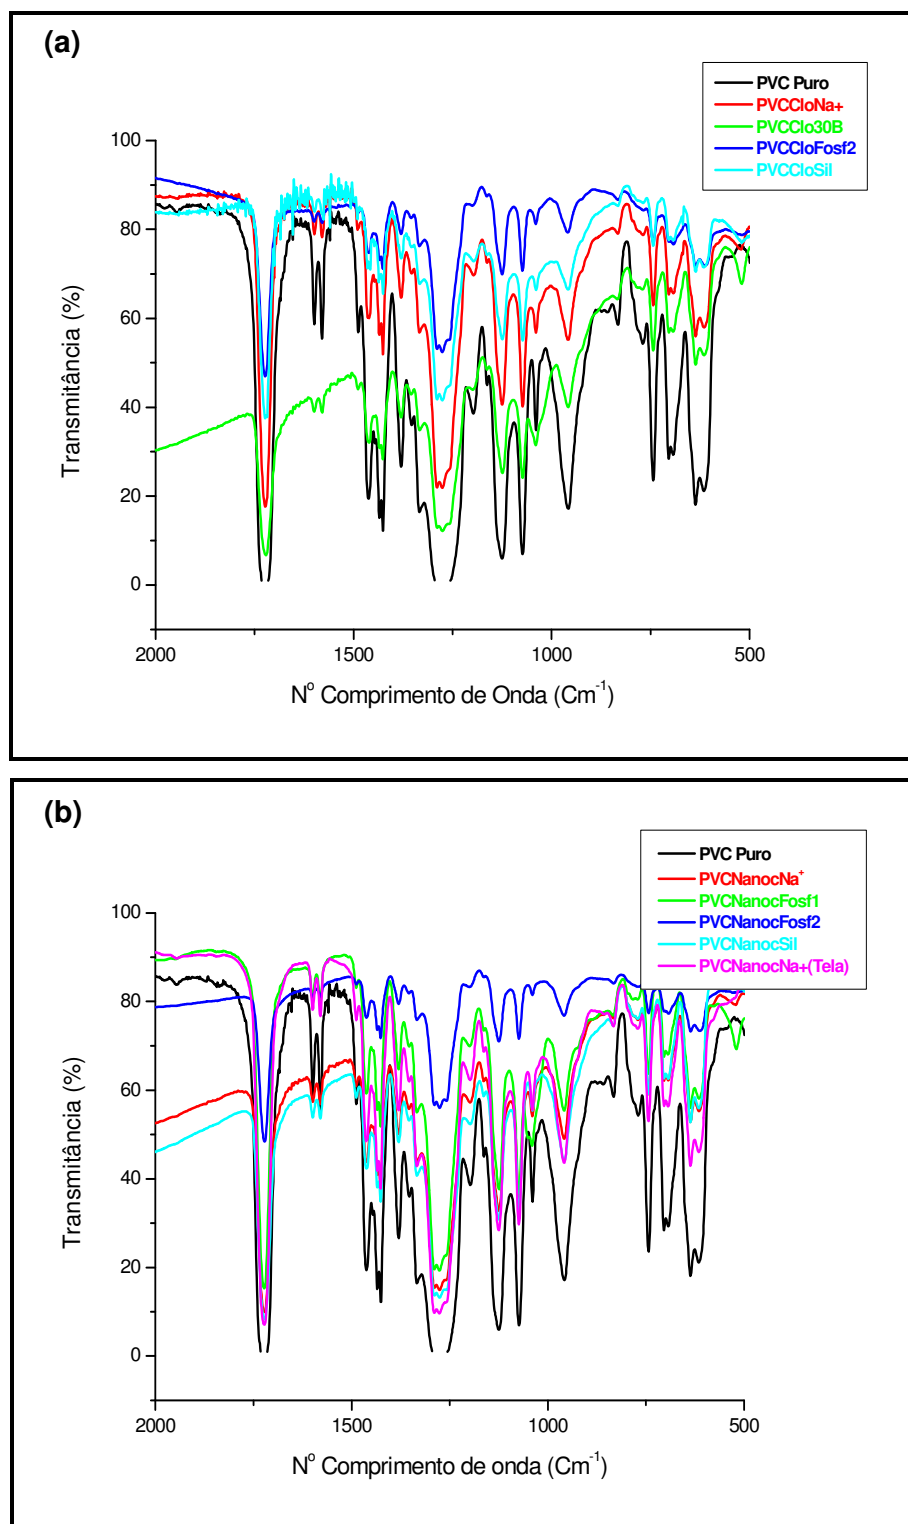 (a)
PVC Puro
PVCCloNa+
PVCClo30B
PVCCloFosf2
PVCCloSil
100
80
60
40
20
0
Transmitância (%)
2000 1500 1000 500
Nº Comprimento de Onda (Cm⁻¹)
(b)
PVC Puro
PVCNanocNa⁺
PVCNanocFosf1
PVCNanocFosf2
PVCNanocSil
PVCNanocNa+(Tela)
100
80
60
40
20
0
Transmitância (%)
2000 1500 1000 500
Nº Comprimento de onda (Cm⁻¹)